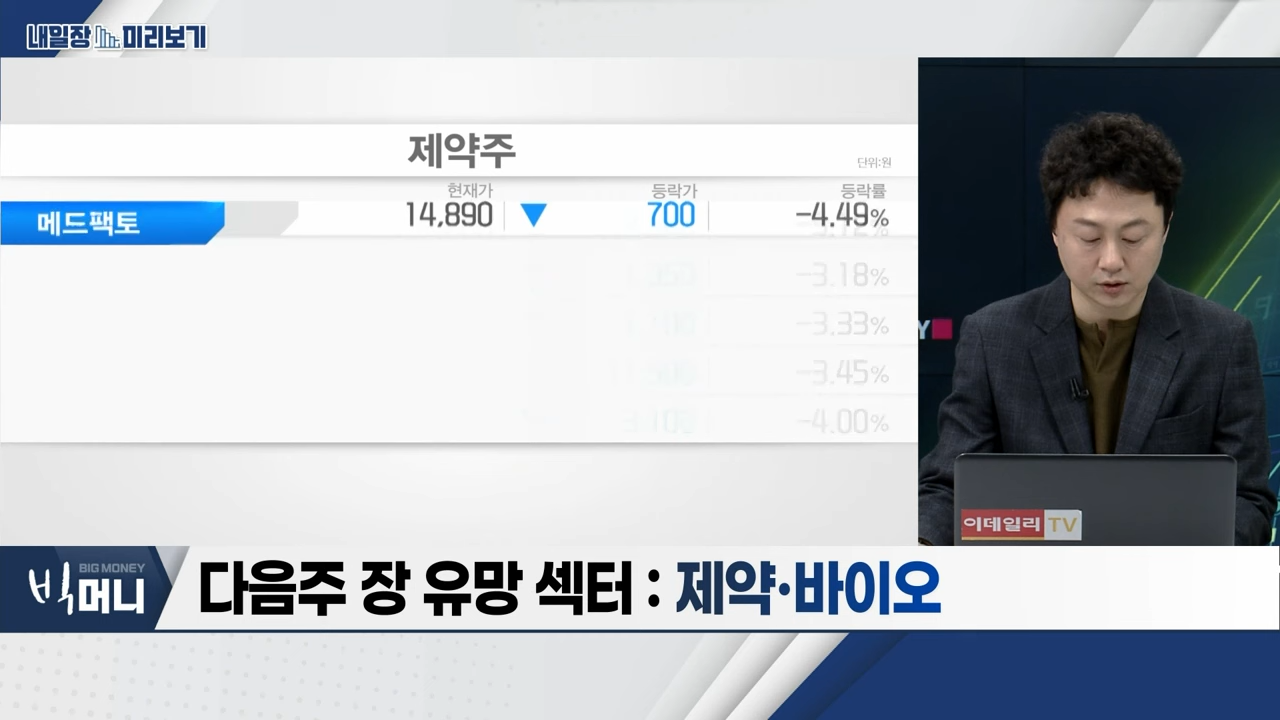 내일장 미리보기
제약주
단위:원
현재가 등락가 등락률
메드팩토 14,890 ▼ 700 -4.49%
-3.18%
-3.33%
-3.45%
-4.00%
Y
이데일리 TV
빅머니 BIG MONEY
다음주 장 유망 섹터 : 제약·바이오